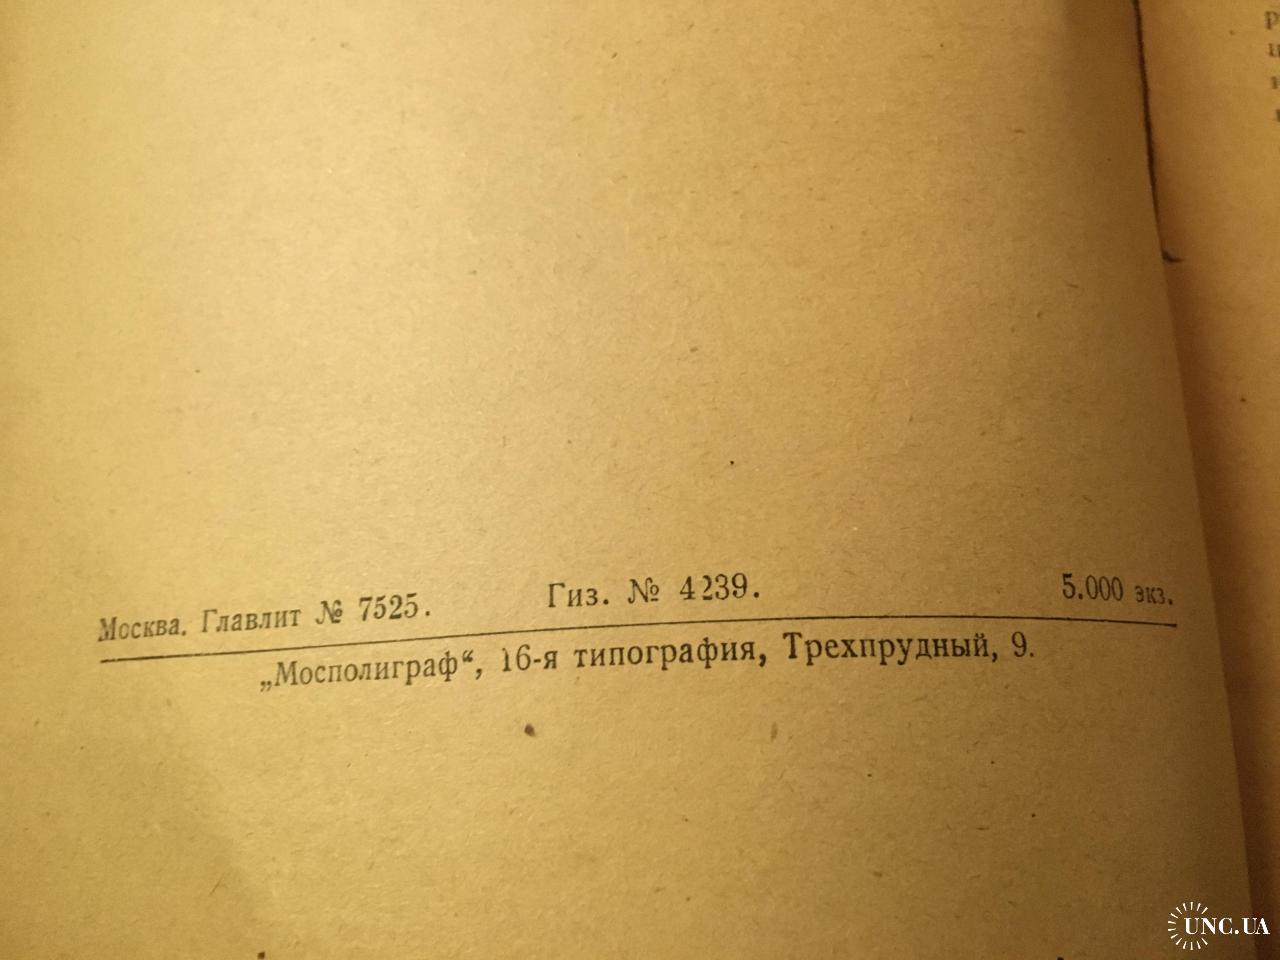 Москва. Главлит № 7525. Гиз. № 4239. 5.000 экз.
„Мосполиграф“, 16-я типография, Трехпрудный, 9.
UNC.UA